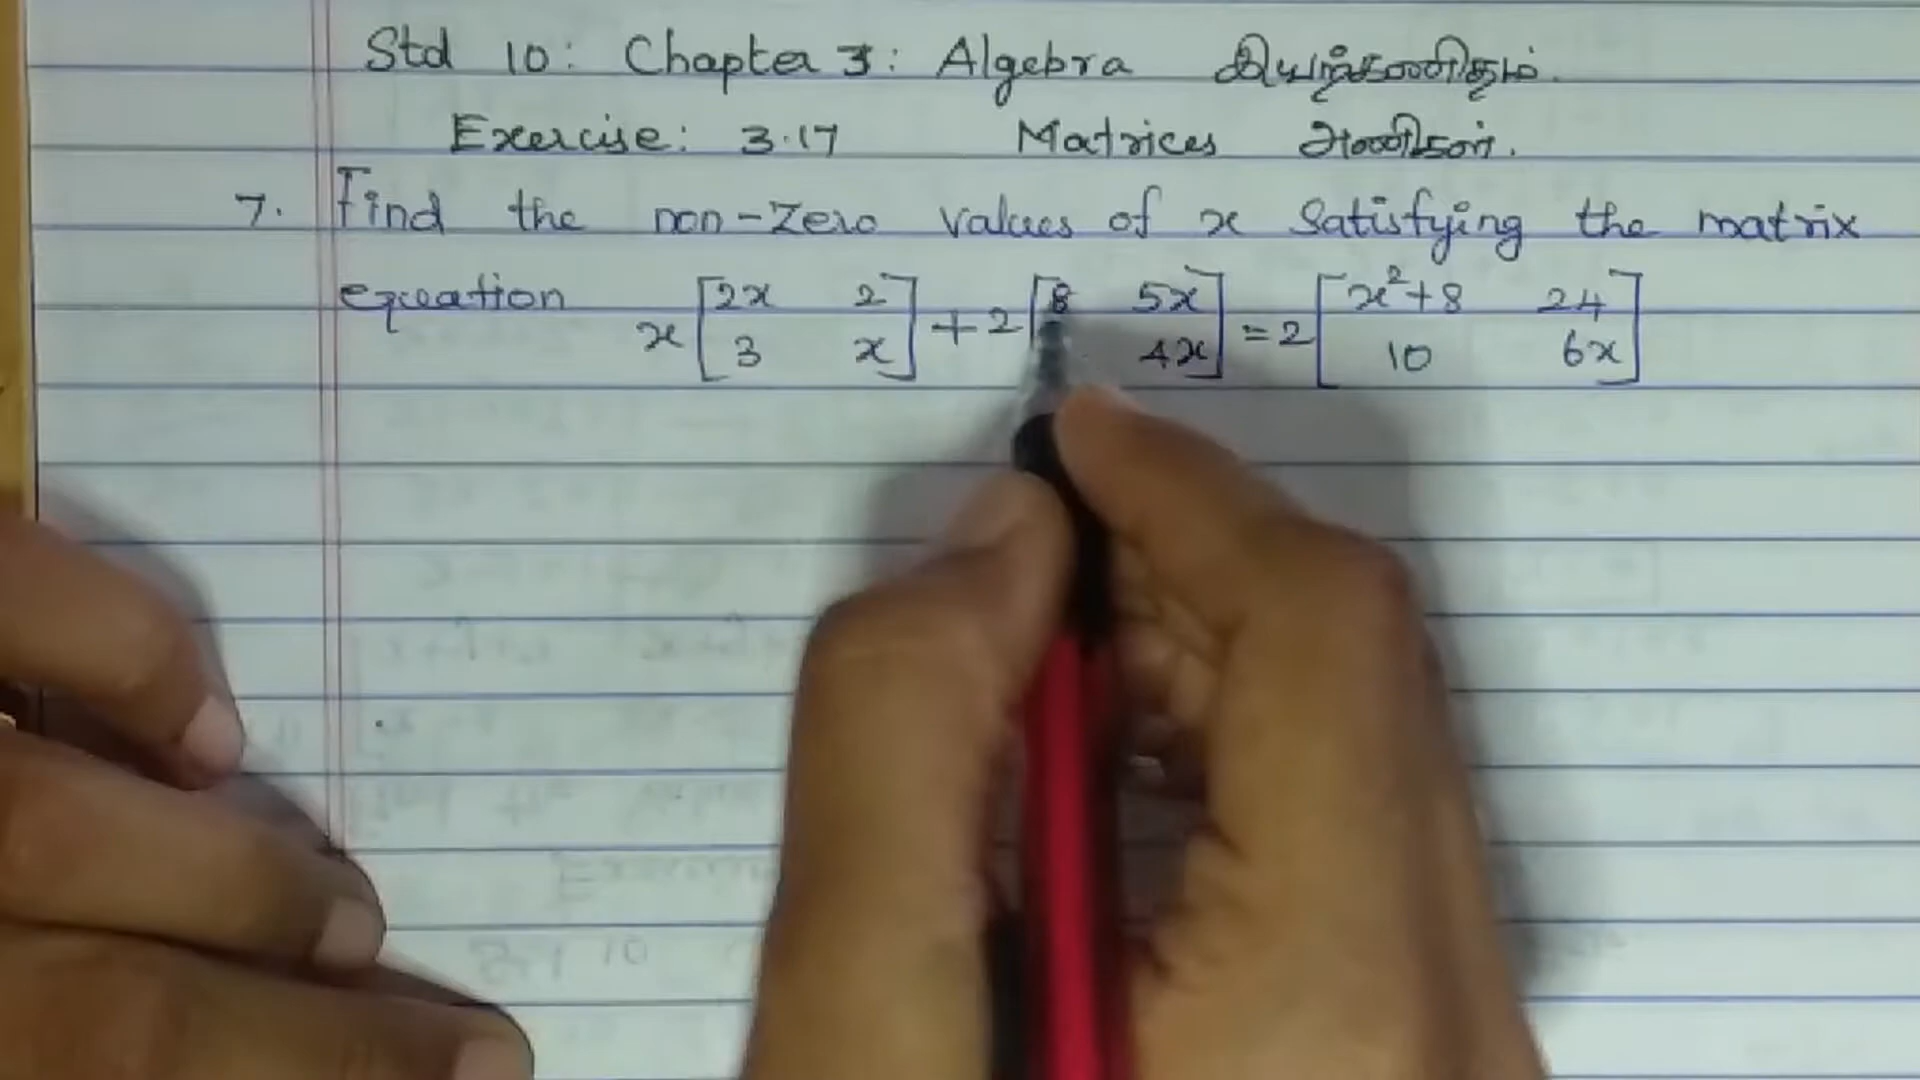 Std 10: Chapter 3: Algebra இயற்கணிதம்.
Exercise: 3.17 Matrices அணிகள்.
7. Find the non-zero values of x satisfying the matrix
equation x[2x 2; 3 x] + 2[8 5x; 4x] = 2[x²+8 24; 10 6x]